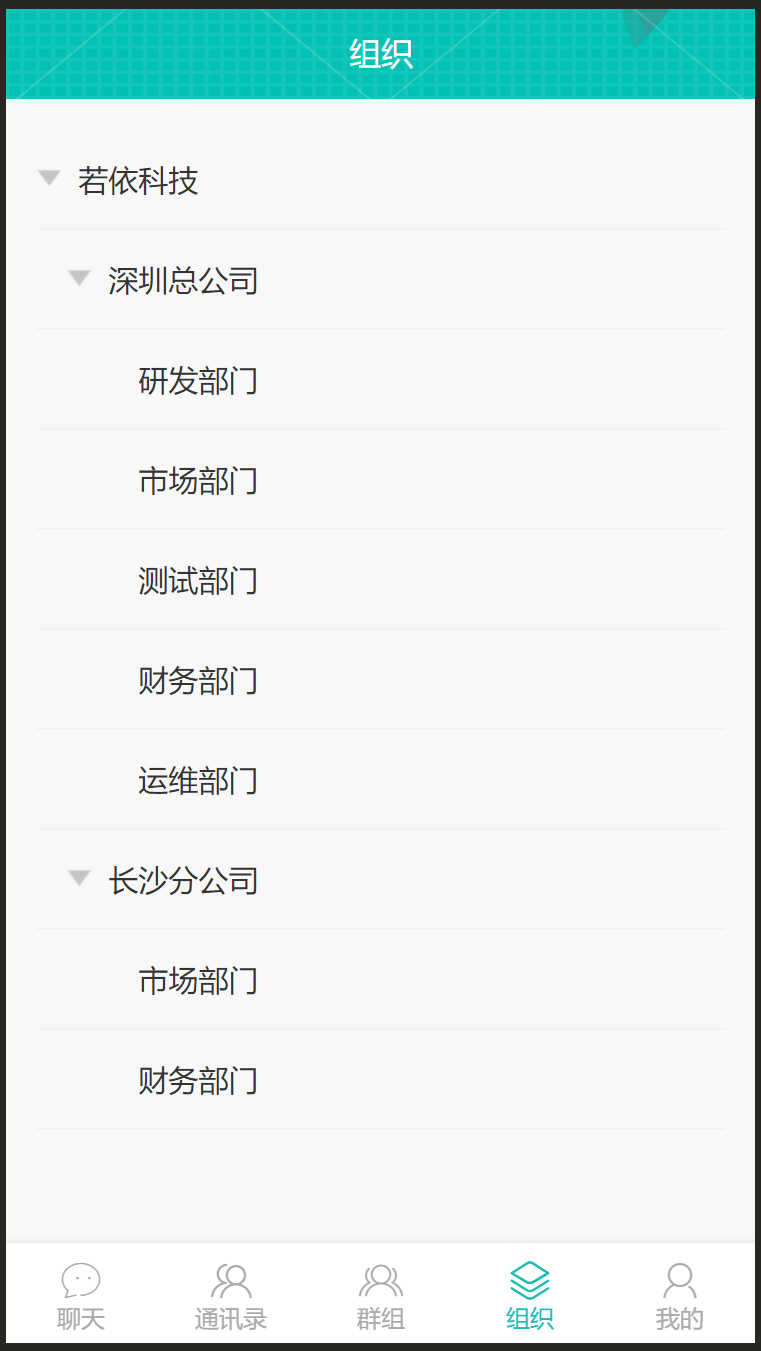 组织
若依科技
深圳总公司
研发部门
市场部门
测试部门
财务部门
运维部门
长沙分公司
市场部门
财务部门
聊天 通讯录 群组 组织 我的